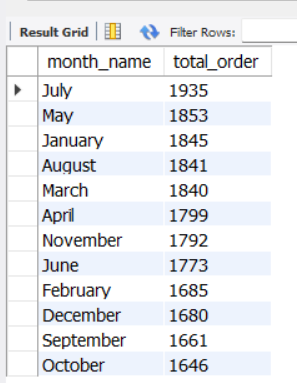 Result Grid Filter Rows:
month_name total_order
July 1935
May 1853
January 1845
August 1841
March 1840
April 1799
November 1792
June 1773
February 1685
December 1680
September 1661
October 1646